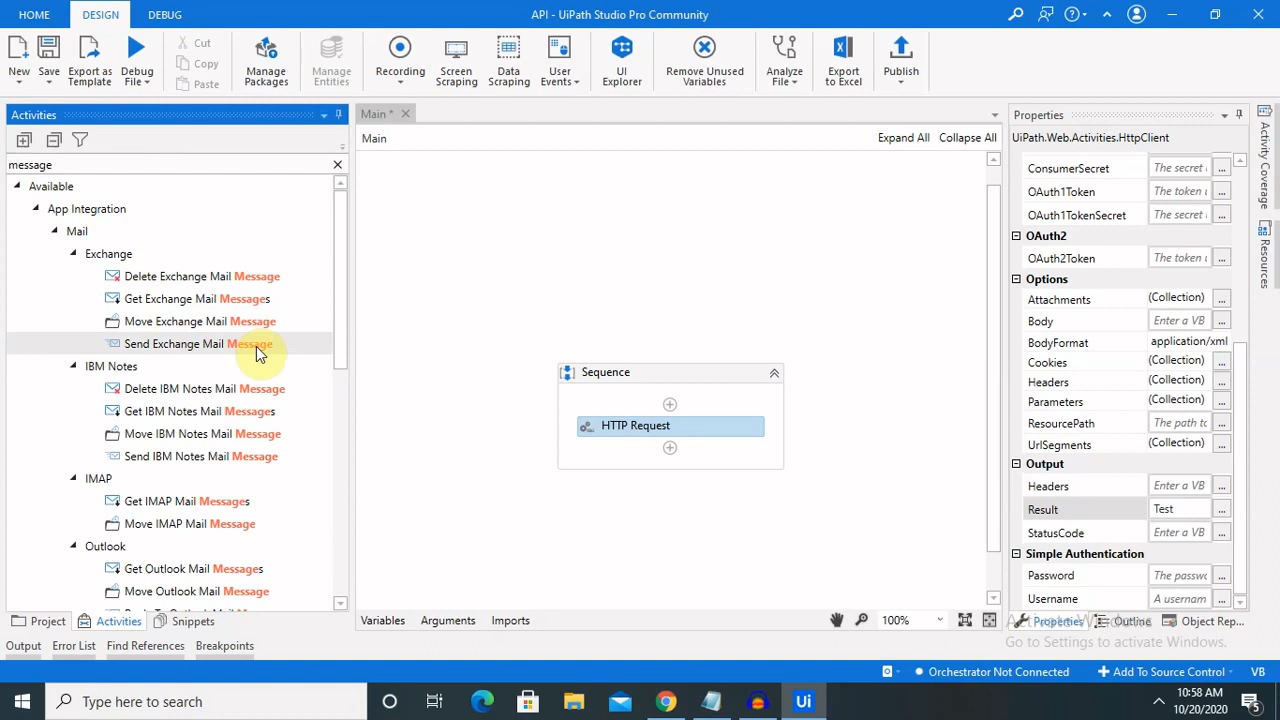 HOME DESIGN DEBUG API - UiPath Studio Pro Community
New Save Export as Template Debug File Cut Copy Paste Manage Packages Manage Entities Recording Screen Scraping Data Scraping User Events UI Explorer Remove Unused Variables Analyze File Export to Excel Publish
Activities
message
Available
App Integration
Mail
Exchange
Delete Exchange Mail Message
Get Exchange Mail Messages
Move Exchange Mail Message
Send Exchange Mail Message
IBM Notes
Delete IBM Notes Mail Message
Get IBM Notes Mail Messages
Move IBM Notes Mail Message
Send IBM Notes Mail Message
IMAP
Get IMAP Mail Messages
Move IMAP Mail Message
Outlook
Get Outlook Mail Messages
Move Outlook Mail Message
Project Activities Snippets
Main *
Main Expand All Collapse All
Sequence
HTTP Request
Variables Arguments Imports 100%
Properties
UiPath.Web.Activities.HttpClient
ConsumerSecret The secret
OAuth1Token The token
OAuth1TokenSecret The secret
OAuth2
OAuth2Token The token
Options
Attachments (Collection)
Body Enter a VB
BodyFormat application/xml
Cookies (Collection)
Headers (Collection)
Parameters (Collection)
ResourcePath The path to
UrlSegments (Collection)
Output
Headers Enter a VB
Result Test
StatusCode Enter a VB
Simple Authentication
Password The passwo
Username A usernam
Properties Outline Object Rep...
Activate Windows
Go to Settings to activate Windows.
Activity Coverage
Resources
Output Error List Find References Breakpoints
Orchestrator Not Connected Add To Source Control VB
Type here to search
Ui
10:58 AM
10/20/2020
5